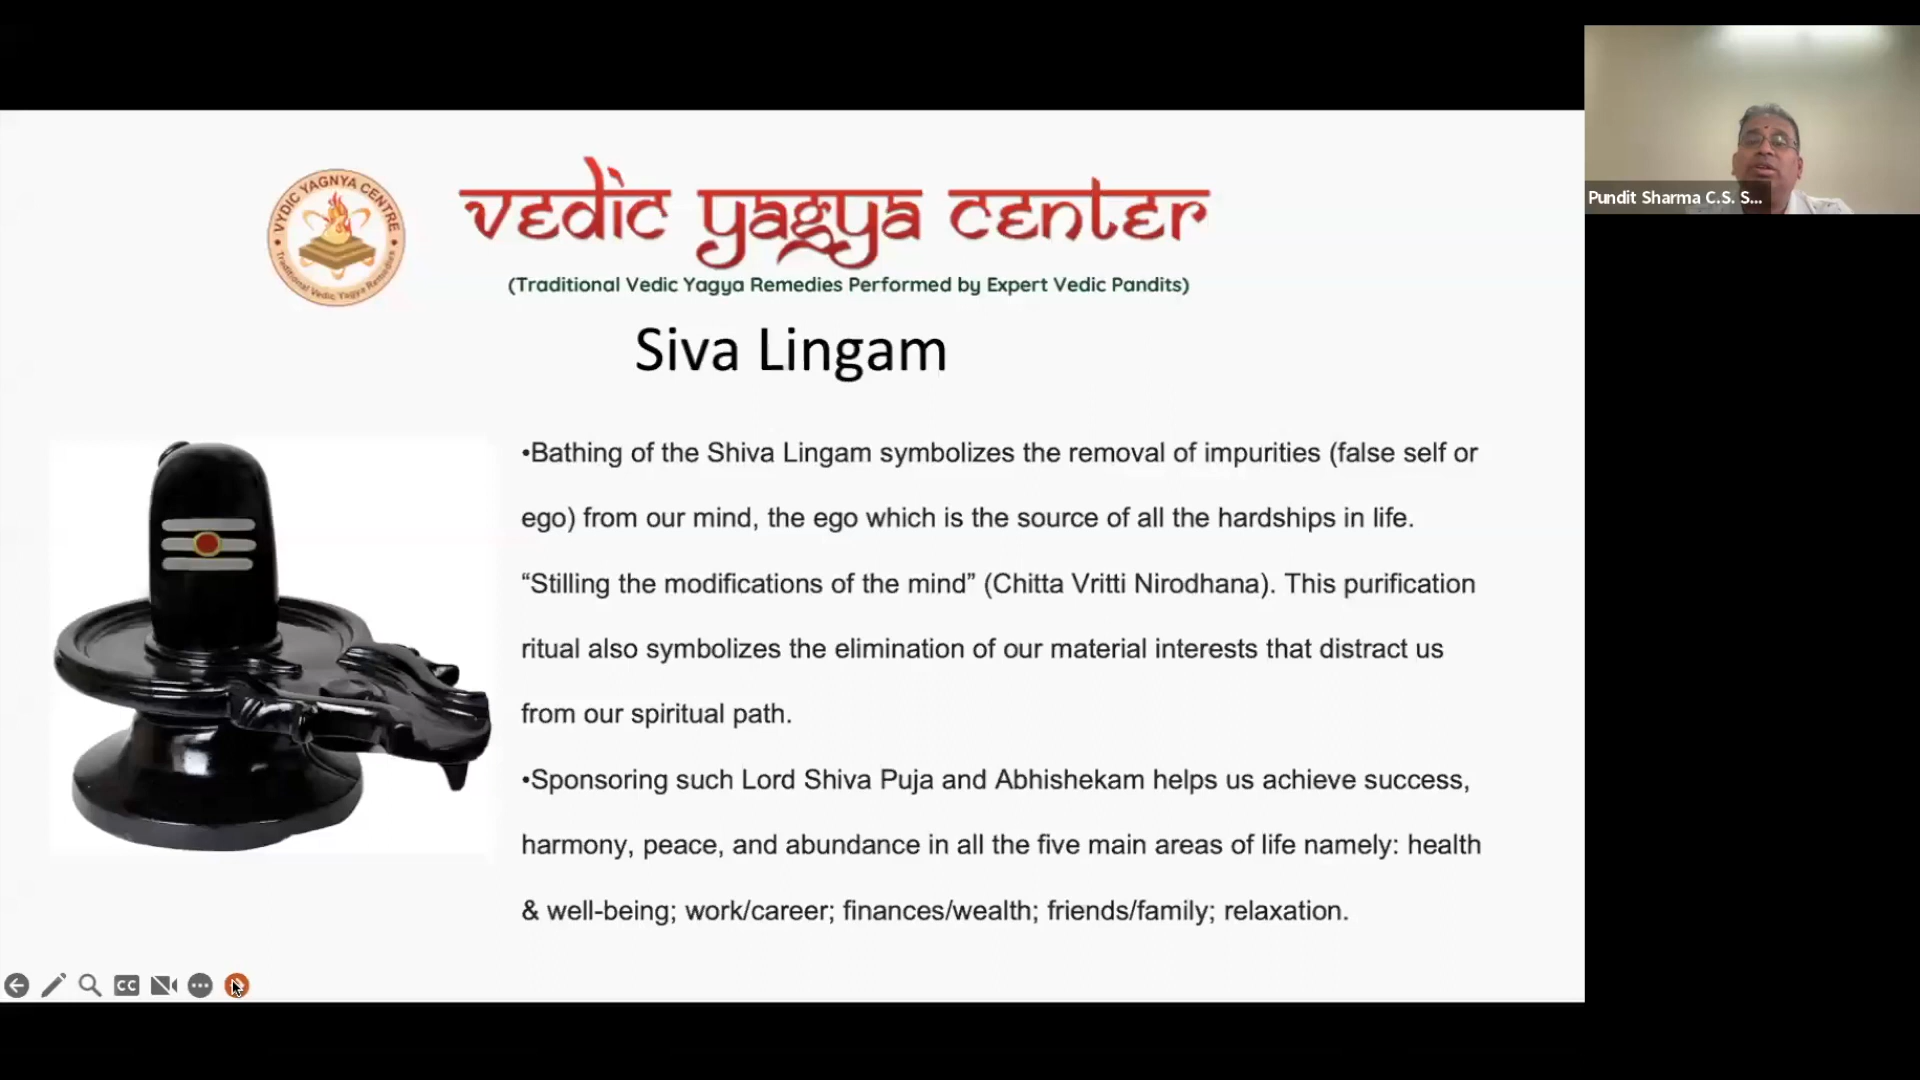 Pundit Sharma C.S. S...
VYDIC YAGNYA CENTRE
Traditional Vedic Yagya Remedies
vedic yagya center
(Traditional Vedic Yagya Remedies Performed by Expert Vedic Pandits)
Siva Lingam
•Bathing of the Shiva Lingam symbolizes the removal of impurities (false self or
ego) from our mind, the ego which is the source of all the hardships in life.
“Stilling the modifications of the mind” (Chitta Vritti Nirodhana). This purification
ritual also symbolizes the elimination of our material interests that distract us
from our spiritual path.
•Sponsoring such Lord Shiva Puja and Abhishekam helps us achieve success,
harmony, peace, and abundance in all the five main areas of life namely: health
& well-being; work/career; finances/wealth; friends/family; relaxation.
CC